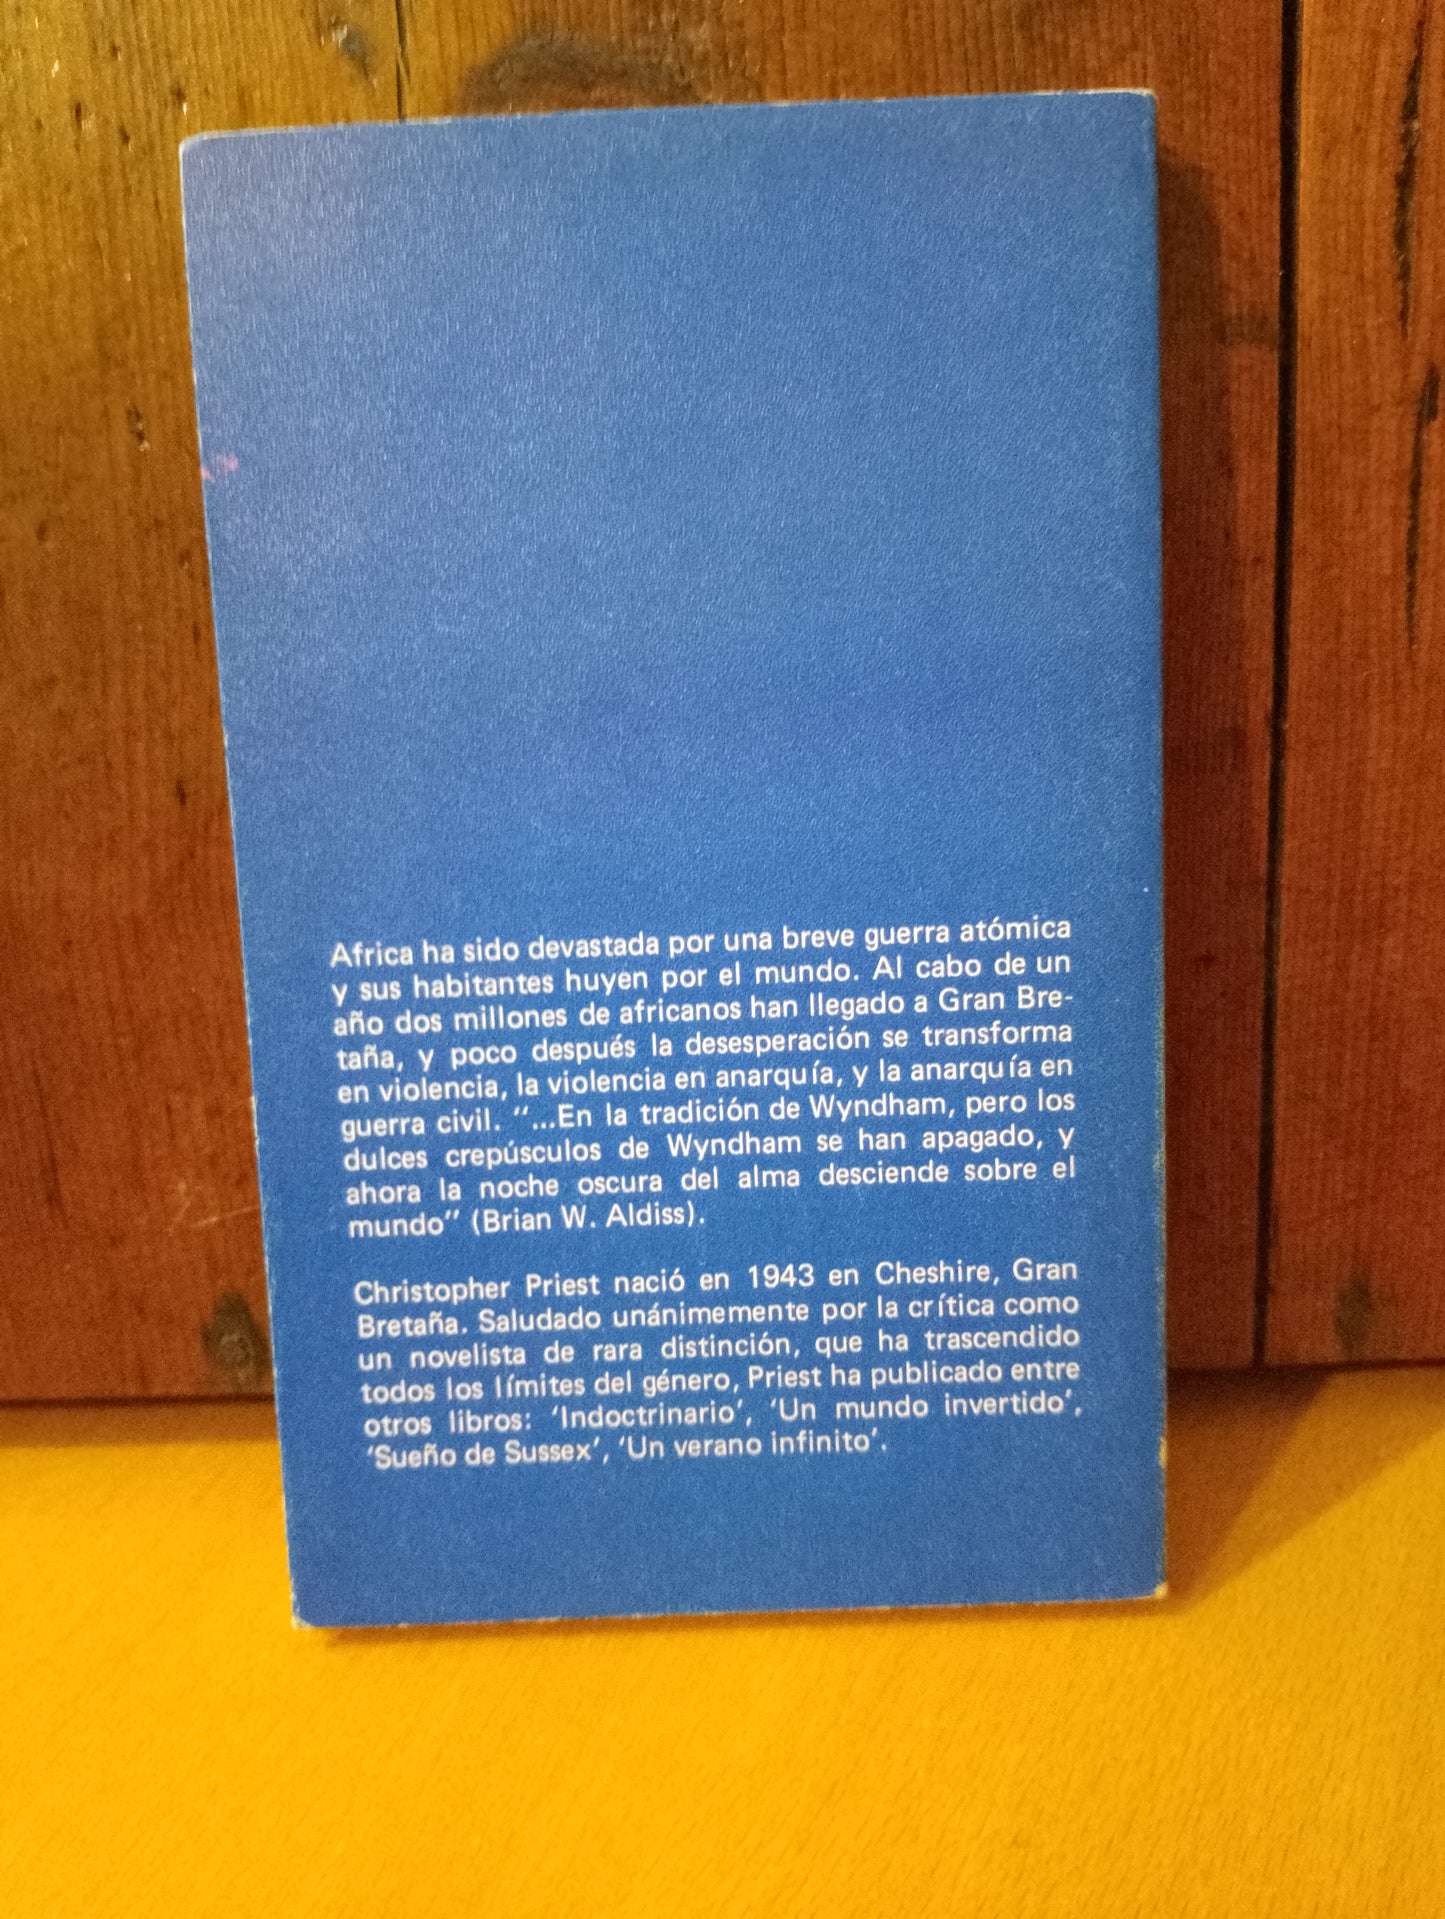 Africa ha sido devastada por una breve guerra atómica
y sus habitantes huyen por el mundo. Al cabo de un
año dos millones de africanos han llegado a Gran Bre-
taña, y poco después la desesperación se transforma
en violencia, la violencia en anarquía, y la anarquía en
guerra civil. "...En la tradición de Wyndham, pero los
dulces crepúsculos de Wyndham se han apagado, y
ahora la noche oscura del alma desciende sobre el
mundo" (Brian W. Aldiss).
Christopher Priest nació en 1943 en Cheshire, Gran
Bretaña. Saludado unánimemente por la crítica como
un novelista de rara distinción, que ha trascendido
todos los límites del género, Priest ha publicado entre
otros libros: 'Indoctrinario', 'Un mundo invertido',
'Sueño de Sussex', 'Un verano infinito'.